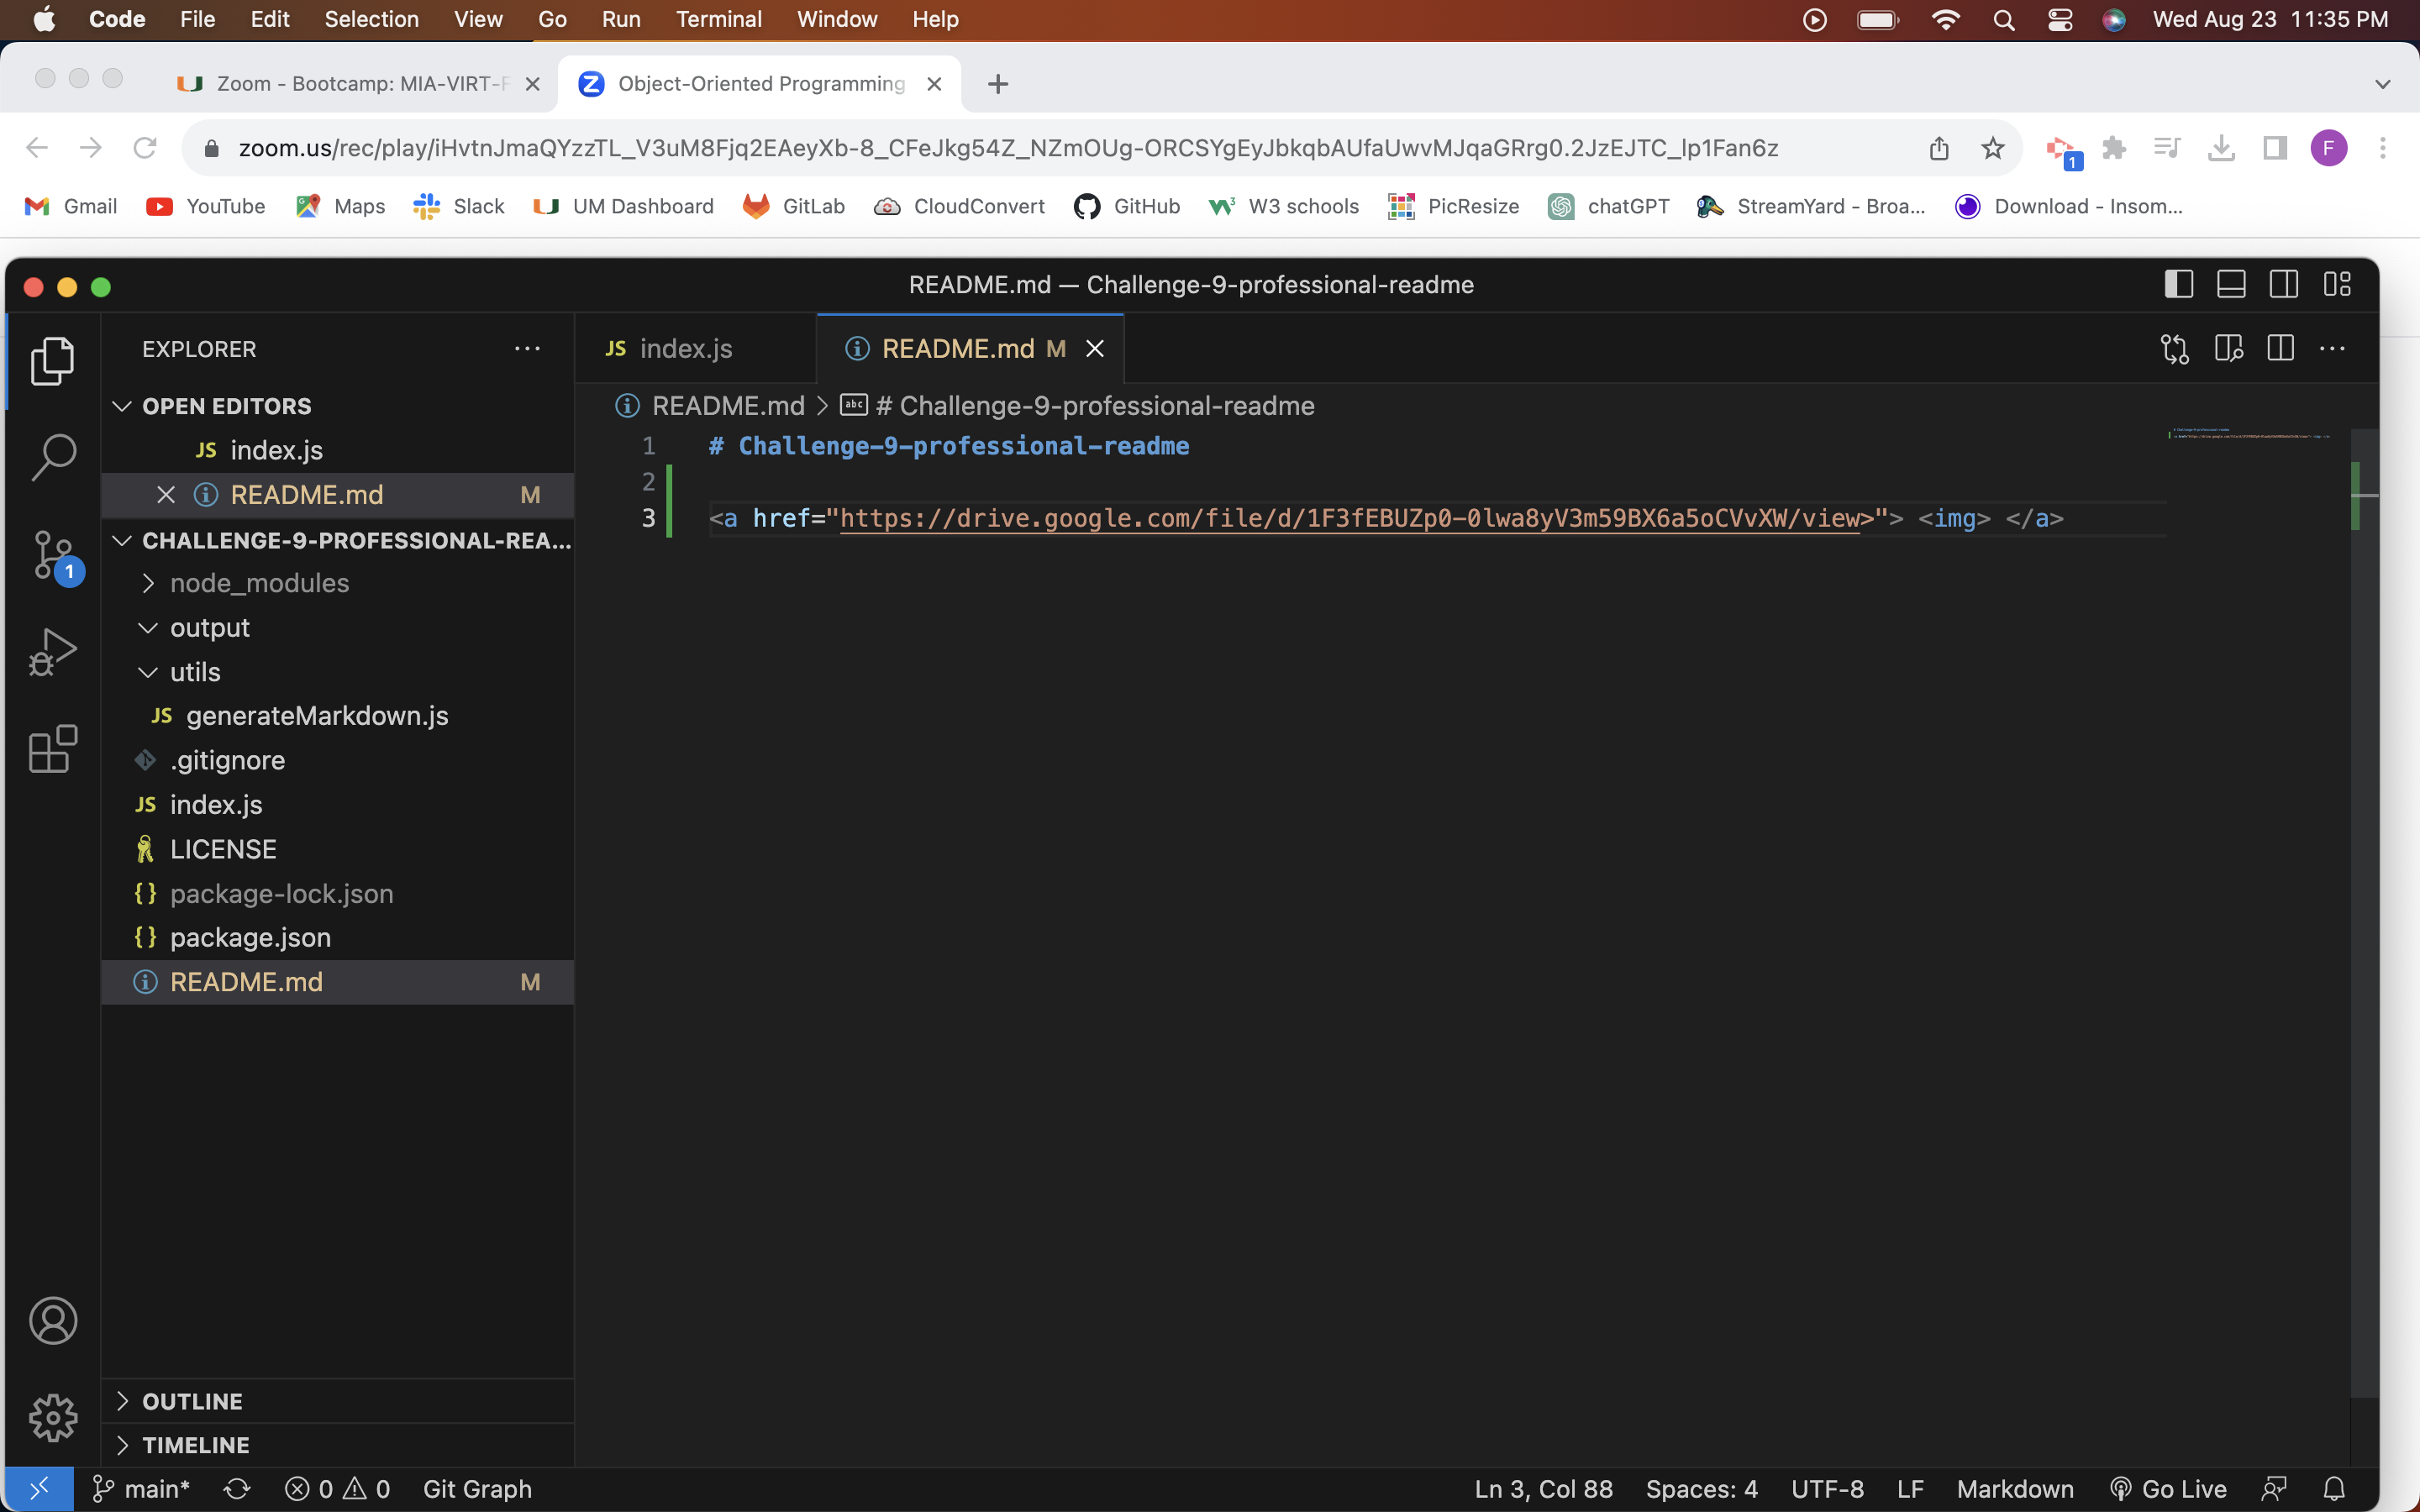 Code File Edit Selection View Go Run Terminal Window Help Wed Aug 23 11:35 PM
Zoom - Bootcamp: MIA-VIRT-F Object-Oriented Programming
zoom.us/rec/play/iHvtnJmaQYzzTL_V3uM8Fjq2EAeyXb-8_CFeJkg54Z_NZmOUg-ORCSYgEyJbkqbAUfaUwvMJqaGRrg0.2JzEJTC_lp1Fan6z 1 F
Gmail YouTube Maps Slack UM Dashboard GitLab CloudConvert GitHub W3 schools PicResize chatGPT StreamYard - Broa... Download - Insom...
README.md — Challenge-9-professional-readme
EXPLORER
JS index.js README.md M
OPEN EDITORS
JS index.js
README.md M
CHALLENGE-9-PROFESSIONAL-REA...
node_modules
output
utils
JS generateMarkdown.js
.gitignore
JS index.js
LICENSE
{} package-lock.json
{} package.json
README.md M
OUTLINE
TIMELINE
1
README.md > abc # Challenge-9-professional-readme
1 # Challenge-9-professional-readme
2
3 <a href="https://drive.google.com/file/d/1F3fEBUZp0-0lwa8yV3m59BX6a5oCVvXW/view>"> <img> </a>
main* 0 0 Git Graph Ln 3, Col 88 Spaces: 4 UTF-8 LF Markdown Go Live